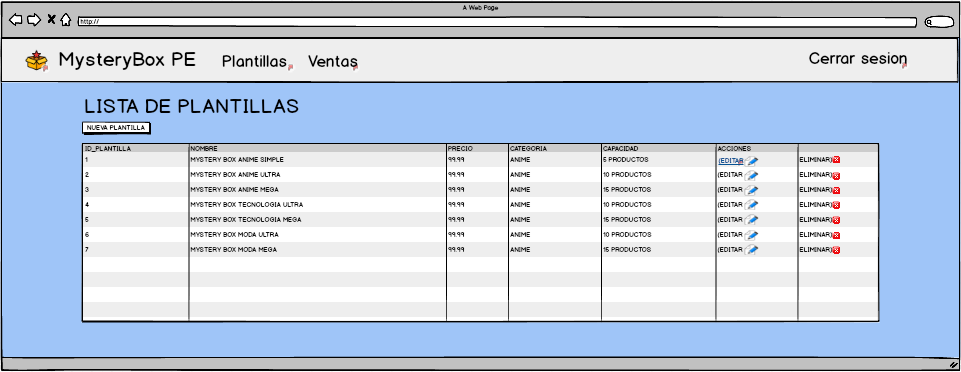 A Web Page
http://
MysteryBox PE Plantillas Ventas Cerrar sesion
LISTA DE PLANTILLAS
NUEVA PLANTILLA
ID_PLANTILLA NOMBRE PRECIO CATEGORIA CAPACIDAD ACCIONES
1 MYSTERY BOX ANIME SIMPLE 99.99 ANIME 5 PRODUCTOS (EDITAR ELIMINAR)
2 MYSTERY BOX ANIME ULTRA 99.99 ANIME 10 PRODUCTOS (EDITAR ELIMINAR)
3 MYSTERY BOX ANIME MEGA 99.99 ANIME 15 PRODUCTOS (EDITAR ELIMINAR)
4 MYSTERY BOX TECNOLOGIA ULTRA 99.99 ANIME 10 PRODUCTOS (EDITAR ELIMINAR)
5 MYSTERY BOX TECNOLOGIA MEGA 99.99 ANIME 15 PRODUCTOS (EDITAR ELIMINAR)
6 MYSTERY BOX MODA ULTRA 99.99 ANIME 10 PRODUCTOS (EDITAR ELIMINAR)
7 MYSTERY BOX MODA MEGA 99.99 ANIME 15 PRODUCTOS (EDITAR ELIMINAR)